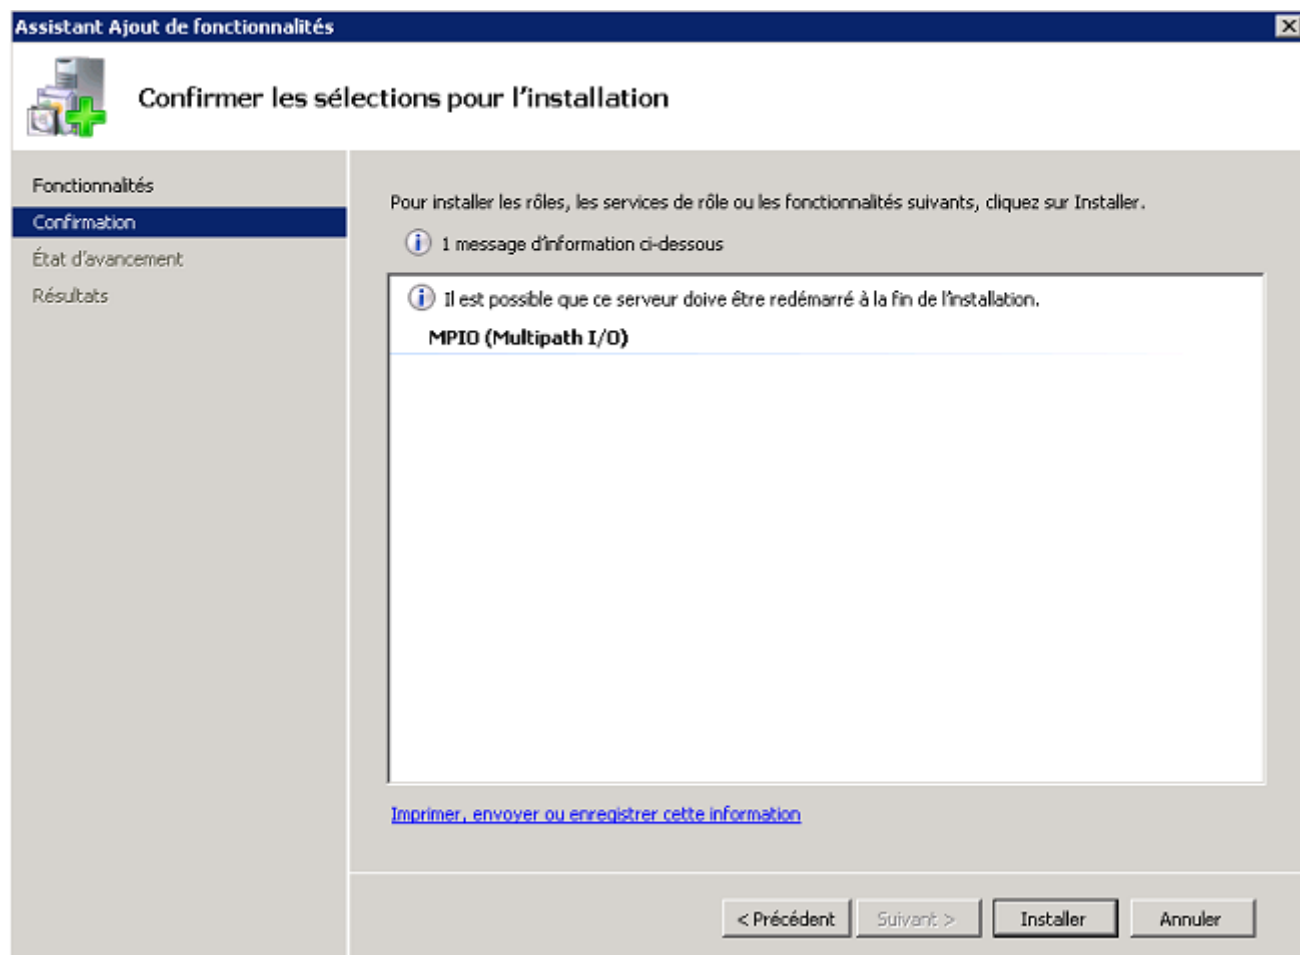 Assistant Ajout de fonctionnalités
Confirmer les sélections pour l'installation
Fonctionnalités
Confirmation
État d'avancement
Résultats
Pour installer les rôles, les services de rôle ou les fonctionnalités suivants, cliquez sur Installer.
1 message d'information ci-dessous
Il est possible que ce serveur doive être redémarré à la fin de l'installation.
MPIO (Multipath I/O)
Imprimer, envoyer ou enregistrer cette information
< Précédent
Suivant >
Installer
Annuler